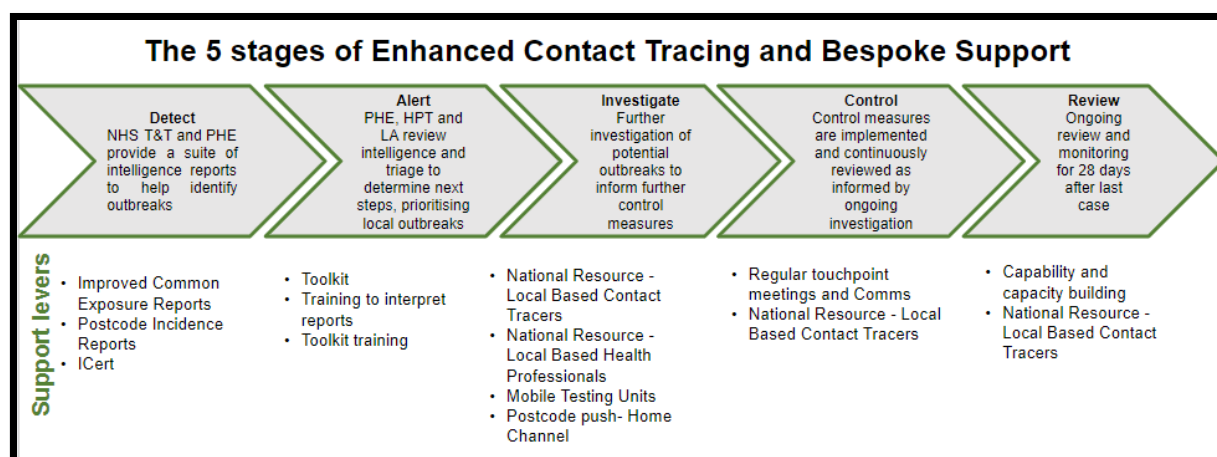 The 5 stages of Enhanced Contact Tracing and Bespoke Support
Detect
NHS T&T and PHE
provide a suite of
intelligence reports
to help identify
outbreaks
Alert
PHE, HPT and
LA review
intelligence and
triage to
determine next
steps, prioritising
local outbreaks
Investigate
Further
investigation of
potential
outbreaks to
inform further
control
measures
Control
Control measures
are implemented
and continuously
reviewed as
informed by
ongoing
investigation
Review
Ongoing
review and
monitoring
for 28 days
after last
case
Support levers
• Improved Common
Exposure Reports
• Postcode Incidence
Reports
• ICert
• Toolkit
• Training to interpret
reports
• Toolkit training
• National Resource -
Local Based Contact
Tracers
• National Resource -
Local Based Health
Professionals
• Mobile Testing Units
• Postcode push- Home
Channel
• Regular touchpoint
meetings and Comms
• National Resource - Local
Based Contact Tracers
• Capability and
capacity building
• National Resource -
Local Based Contact
Tracers